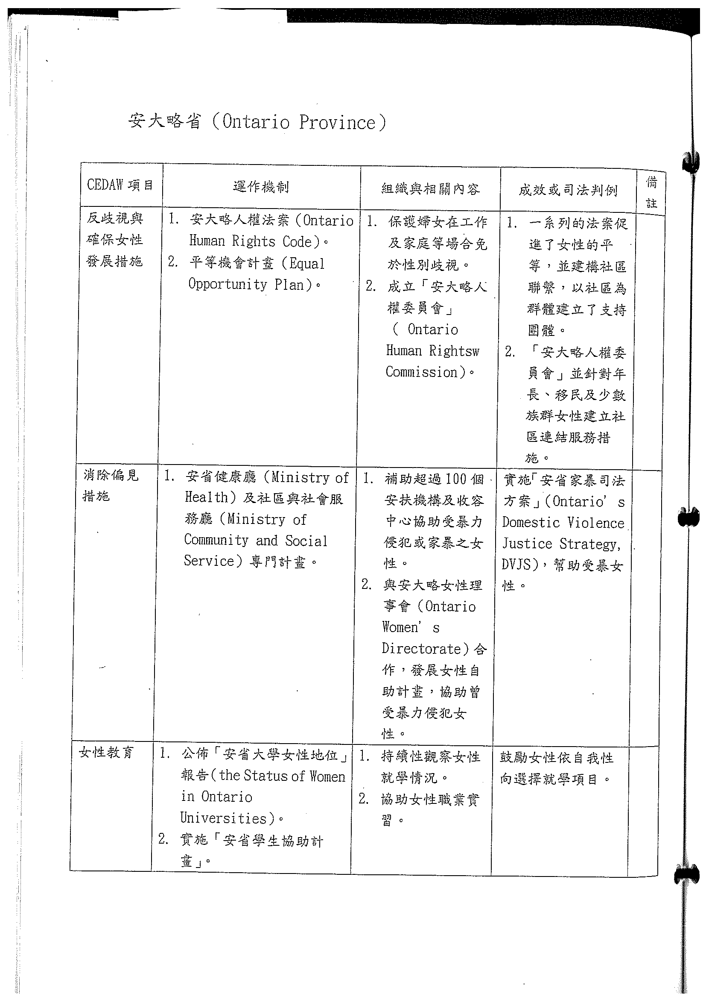 安大略省（Ontario Province）
CEDAW 項目
運作機制
組織與相關內容
成效或司法判例
備
註
反歧視與
確保女性
發展措施
1. 安大略人權法案（Ontario
Human Rights Code）。
2. 平等機會計畫（Equal
Opportunity Plan）。
1. 保護婦女在工作
及家庭等場合免
於性別歧視。
2. 成立「安大略人
權委員會」
（ Ontario
Human Rightsw
Commission）。
1. 一系列的法案促
進了女性的平
等，並建構社區
聯繫，以社區為
群體建立了支持
團體。
2. 「安大略人權委
員會」並針對年
長、移民及少數
族群女性建立社
區連結服務措
施。
消除偏見
措施
1. 安省健康廳（Ministry of
Health）及社區與社會服
務廳（Ministry of
Community and Social
Service）專門計畫。
1. 補助超過100個
安扶機構及收容
中心協助受暴力
侵犯或家暴之女
性。
2. 與安大略女性理
事會（Ontario
Women’s
Directorate）合
作，發展女性自
助計畫，協助曾
受暴力侵犯女
性。
實施「安省家暴司法
方案」（Ontario’s
Domestic Violence
Justice Strategy,
DVJS），幫助受暴女
性。
女性教育
1. 公佈「安省大學女性地位」
報告（the Status of Women
in Ontario
Universities）。
2. 實施「安省學生協助計
畫」。
1. 持續性觀察女性
就學情況。
2. 協助女性職業實
習。
鼓勵女性依自我性
向選擇就學項目。